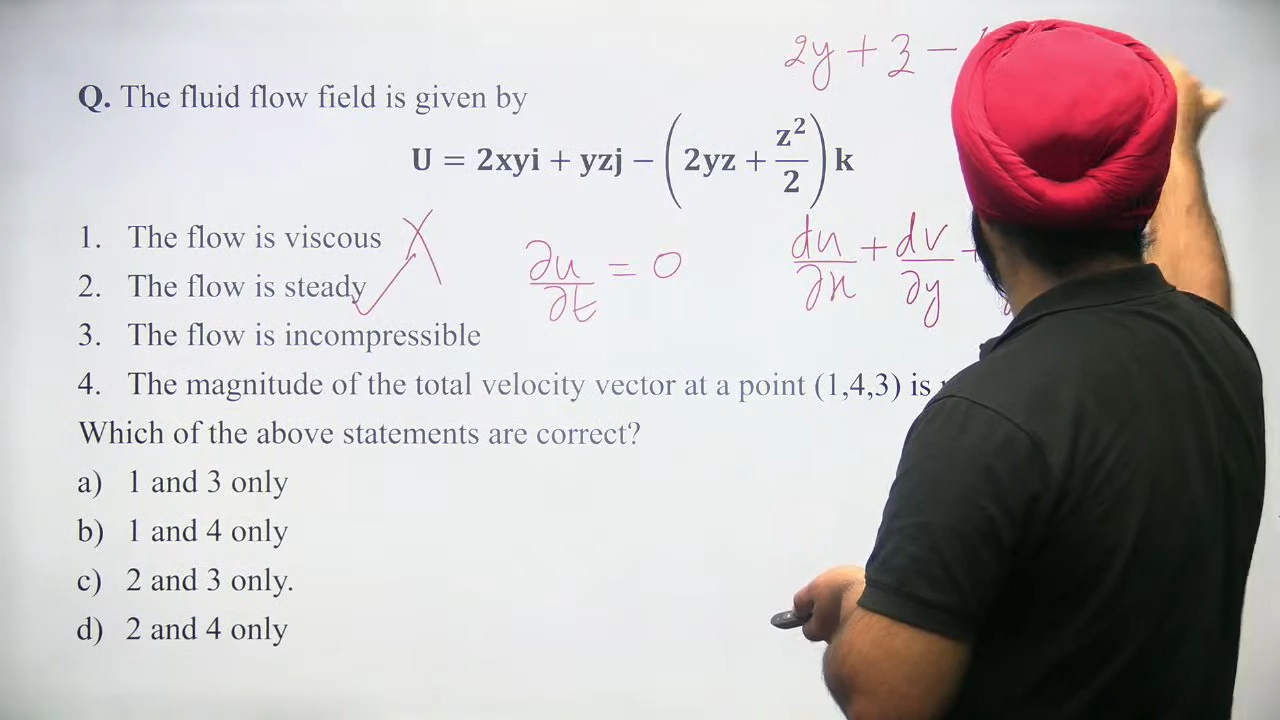 2y + z -
Q. The fluid flow field is given by
U = 2xyi + yzj − (2yz + z²/2) k
1. The flow is viscous X
2. The flow is steady ✓
∂u/∂t = 0
du/∂x + dv/∂y +
3. The flow is incompressible
4. The magnitude of the total velocity vector at a point (1,4,3) is
Which of the above statements are correct?
a) 1 and 3 only
b) 1 and 4 only
c) 2 and 3 only.
d) 2 and 4 only